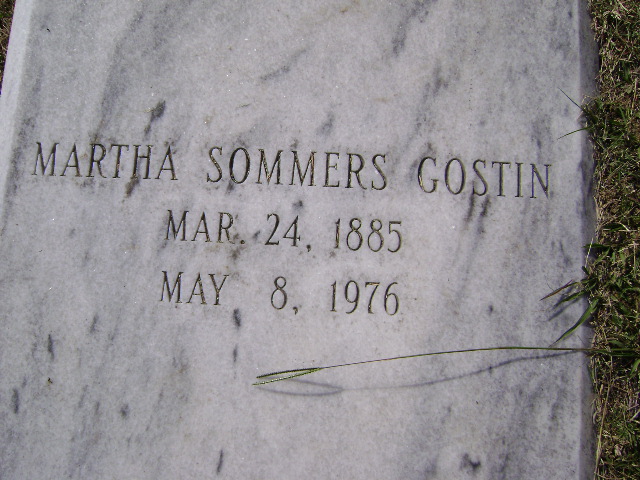 MARTHA SOMMERS GOSTIN
MAR. 24, 1885
MAY 8, 1976